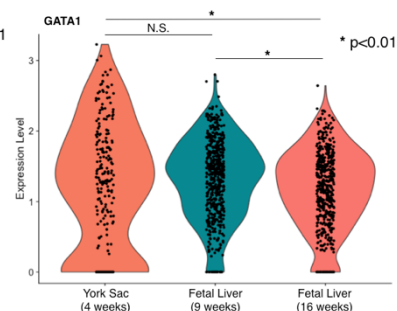 1
GATA1
*
N.S.
*
* p<0.01
Expression Level
3
2
1
0
York Sac
(4 weeks)
Fetal Liver
(9 weeks)
Fetal Liver
(16 weeks)